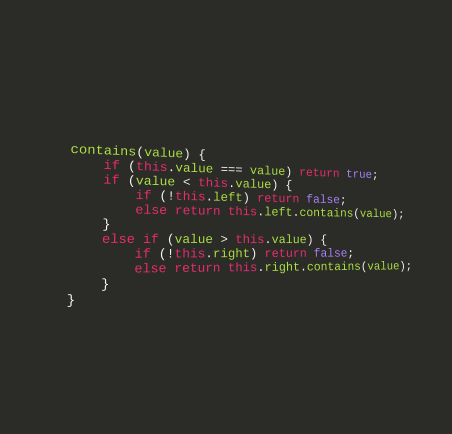 contains(value) {
    if (this.value === value) return true;
    if (value < this.value) {
        if (!this.left) return false;
        else return this.left.contains(value);
    }
    else if (value > this.value) {
        if (!this.right) return false;
        else return this.right.contains(value);
    }
}